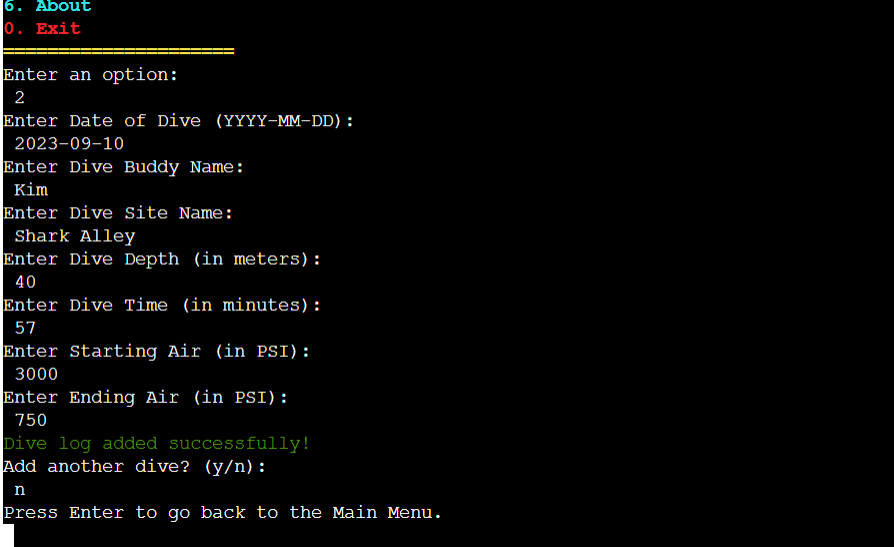 6. About
0. Exit
=====================
Enter an option:
2
Enter Date of Dive (YYYY-MM-DD):
2023-09-10
Enter Dive Buddy Name:
Kim
Enter Dive Site Name:
Shark Alley
Enter Dive Depth (in meters):
40
Enter Dive Time (in minutes):
57
Enter Starting Air (in PSI):
3000
Enter Ending Air (in PSI):
750
Dive log added successfully!
Add another dive? (y/n):
n
Press Enter to go back to the Main Menu.